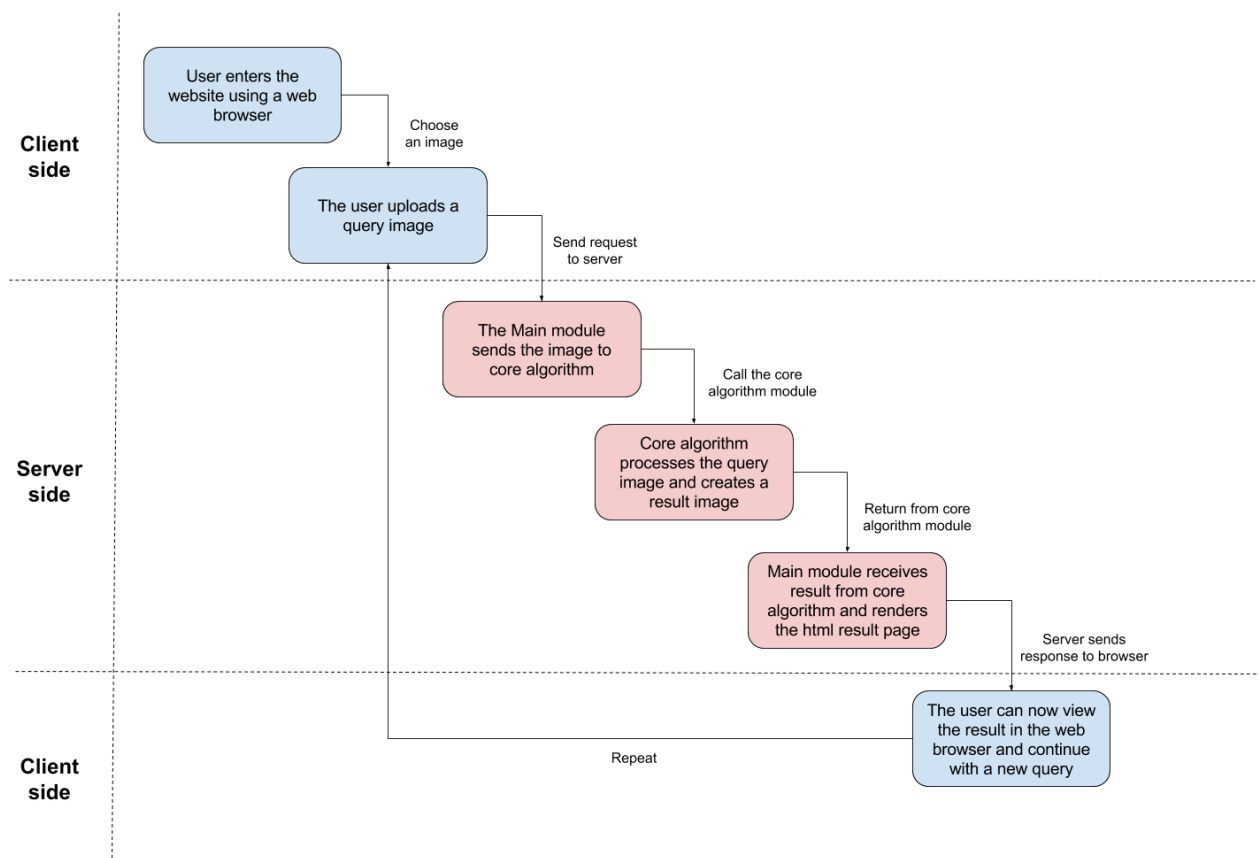 User enters the
website using a web
browser
Choose
an image
Client
side
The user uploads a
query image
Send request
to server
The Main module
sends the image to
core algorithm
Call the core
algorithm module
Server
side
Core algorithm
processes the query
image and creates a
result image
Return from core
algorithm module
Main module receives
result from core
algorithm and renders
the html result page
Server sends
response to browser
Client
side
The user can now view
the result in the web
browser and continue
with a new query
Repeat